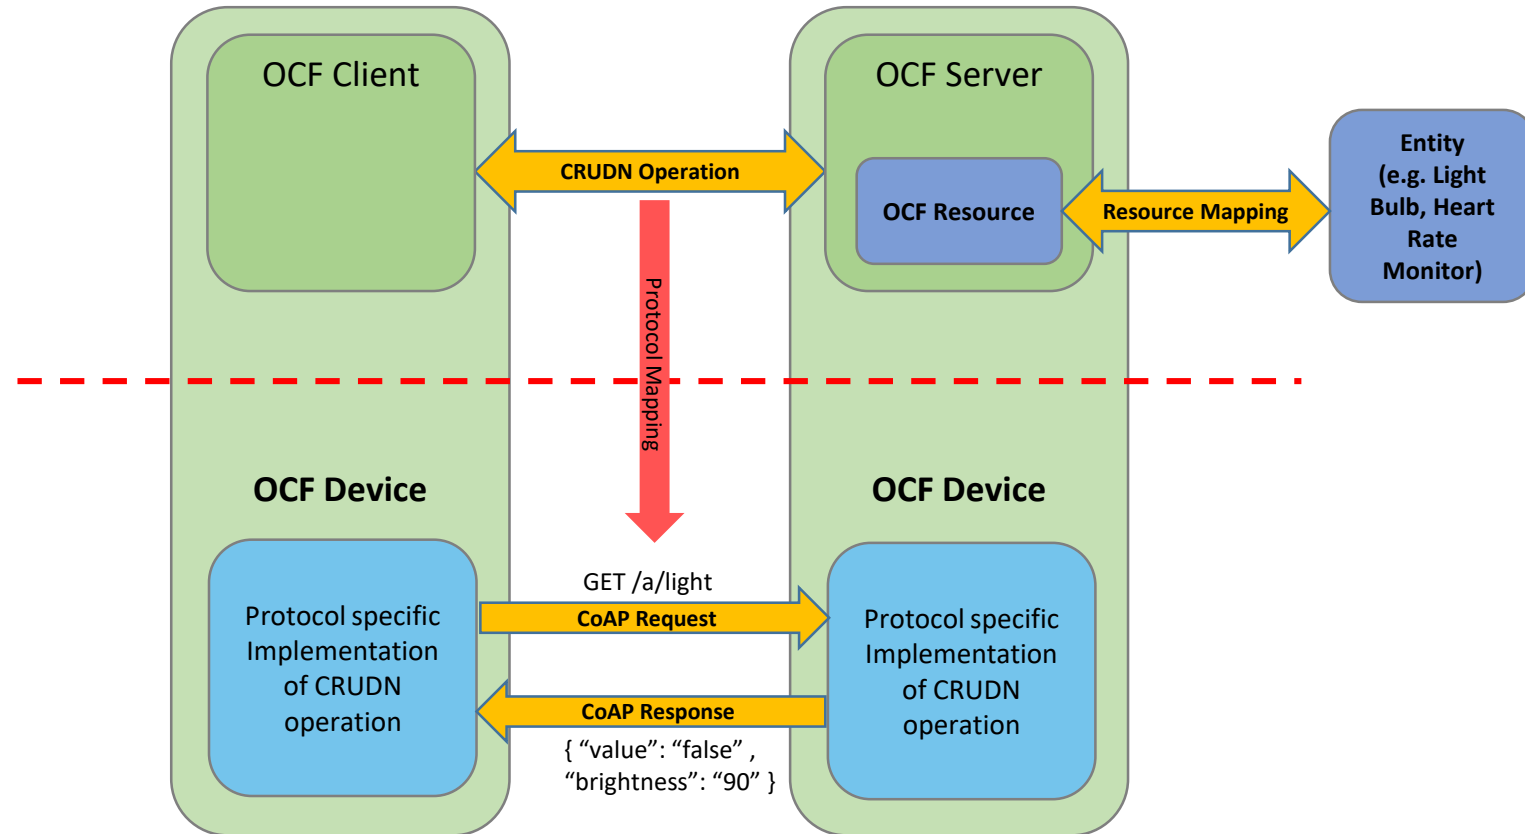 OCF Client
OCF Server
CRUDN Operation
OCF Resource
Resource Mapping
Entity
(e.g. Light
Bulb, Heart
Rate
Monitor)
Protocol Mapping
OCF Device
OCF Device
GET /a/light
CoAP Request
Protocol specific
Implementation
of CRUDN
operation
Protocol specific
Implementation
of CRUDN
operation
CoAP Response
{ “value”: “false” ,
“brightness”: “90” }